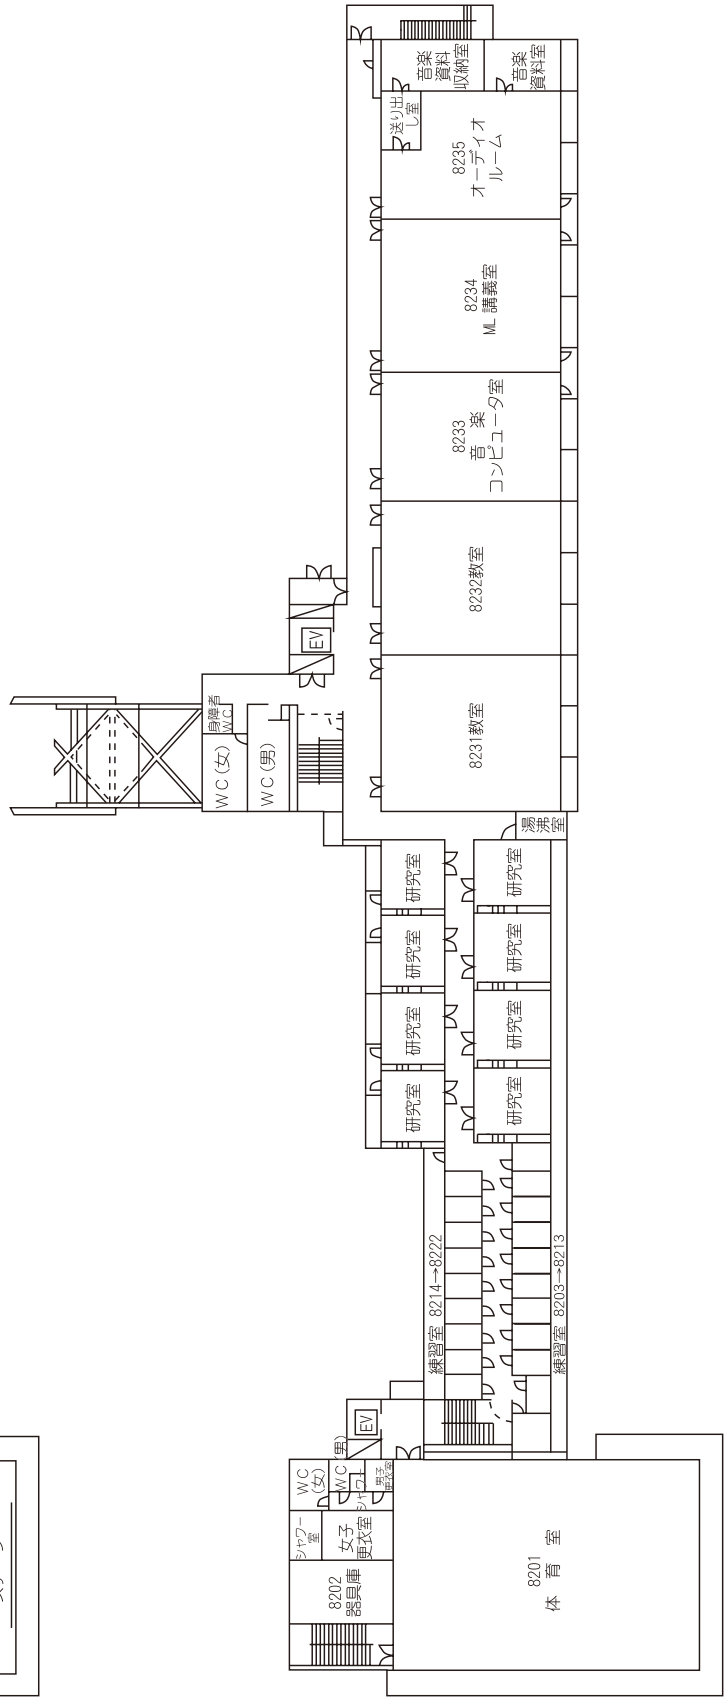 音楽
資料
収納室
音楽
資料室
送り出
し室
8235
オーディオ
ルーム
8234
ML 講義室
8233
音　楽
コンピュータ室
8232教室
EV
8231教室
身障者
W.C.
WC(女)
WC(男)
湯沸
室
研究室
研究室
研究室
研究室
研究室
研究室
研究室
研究室
練習室 8214→8222
練習室 8203→8213
EV
WC
(女)
WC(男)
シャワー
男子
更衣室
シャワー
室
女子
更衣室
8202
器具庫
8201
体　育　室